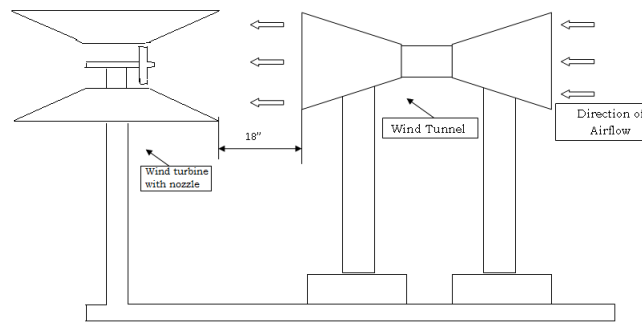 18”
Wind Tunnel
Direction of
Airflow
Wind turbine
with nozzle